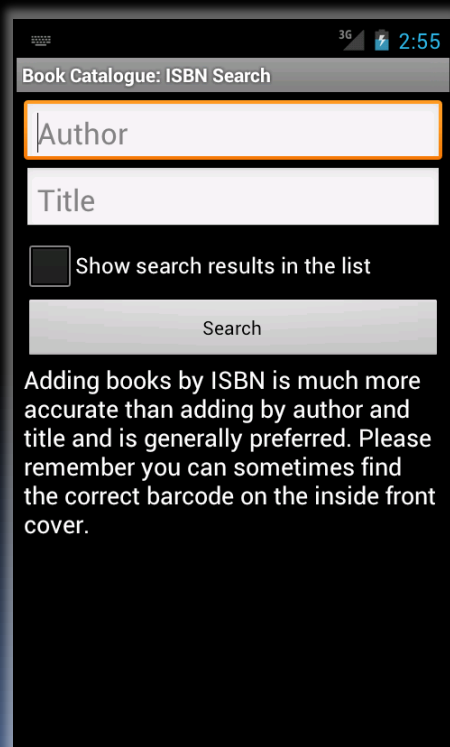 3G 2:55
Book Catalogue: ISBN Search
Author
Title
Show search results in the list
Search
Adding books by ISBN is much more
accurate than adding by author and
title and is generally preferred. Please
remember you can sometimes find
the correct barcode on the inside front
cover.